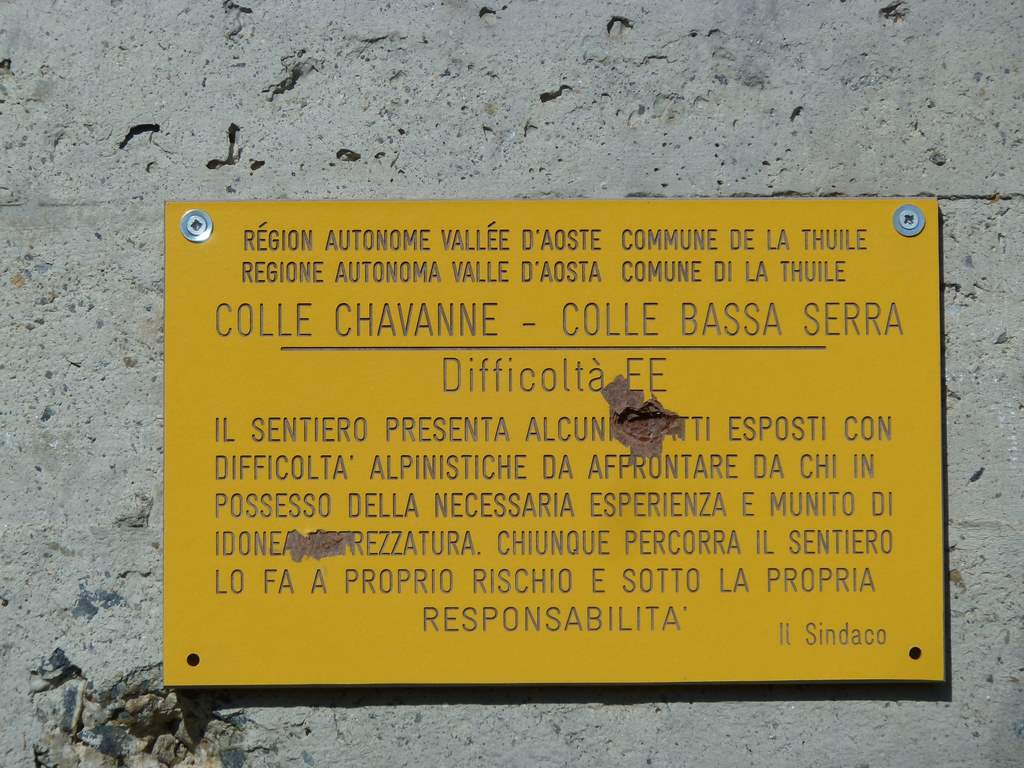 RÉGION AUTONOME VALLÉE D'AOSTE COMMUNE DE LA THUILE
REGIONE AUTONOMA VALLE D'AOSTA COMUNE DI LA THUILE
COLLE CHAVANNE - COLLE BASSA SERRA
Difficoltà EE
IL SENTIERO PRESENTA ESPOSTI CON
DIFFICOLTA' ALPINISTICHE DA AFFRONTARE DA CHI IN
POSSESSO DELLA NECESSARIA ESPERIENZA E MUNITO DI
CHIUNQUE PERCORRA IL SENTIERO
LO FA A PROPRIO RISCHIO E SOTTO LA PROPRIA
RESPONSABILITA'
Il Sindaco